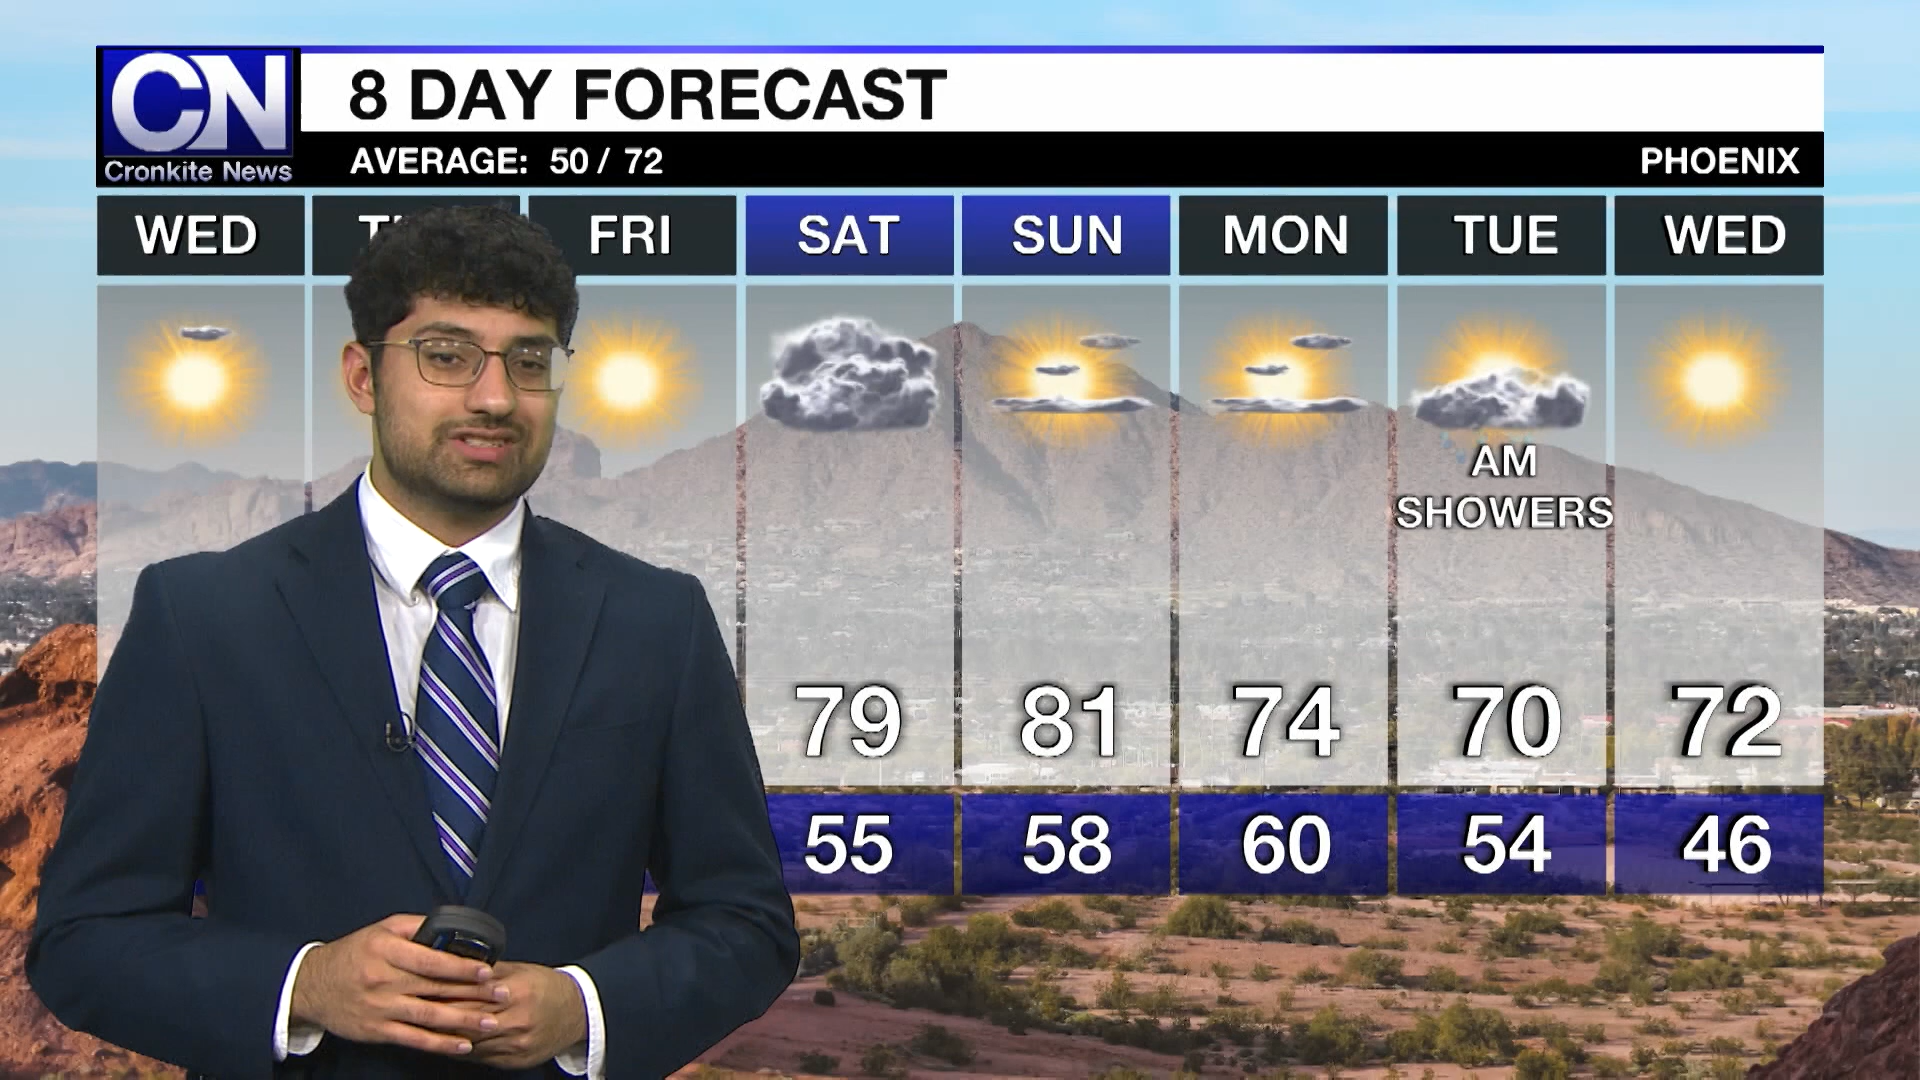 CN
Cronkite News
8 DAY FORECAST
AVERAGE: 50 / 72
PHOENIX
WED FRI SAT SUN MON TUE WED
AM
SHOWERS
79 81 74 70 72
55 58 60 54 46